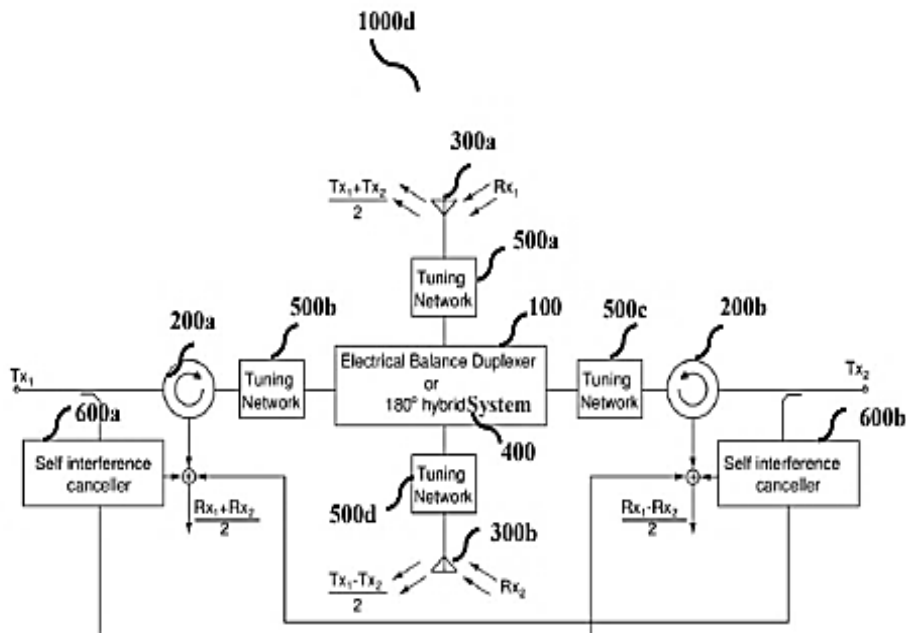 1000d
300a
Tx₁+Tx₂
2
Rx₁
500a
Tuning
Network
200a
500b
100
500c
200b
Tx₁
Tuning
Network
Electrical Balance Duplexer
or
180° hybrid System
Tuning
Network
Tx₂
600a
400
600b
Self interference
canceller
Tuning
Network
Self interference
canceller
500d
Rx₁+Rx₂
2
Rx₁-Rx₂
2
300b
Tx₁-Tx₂
2
Rx₂